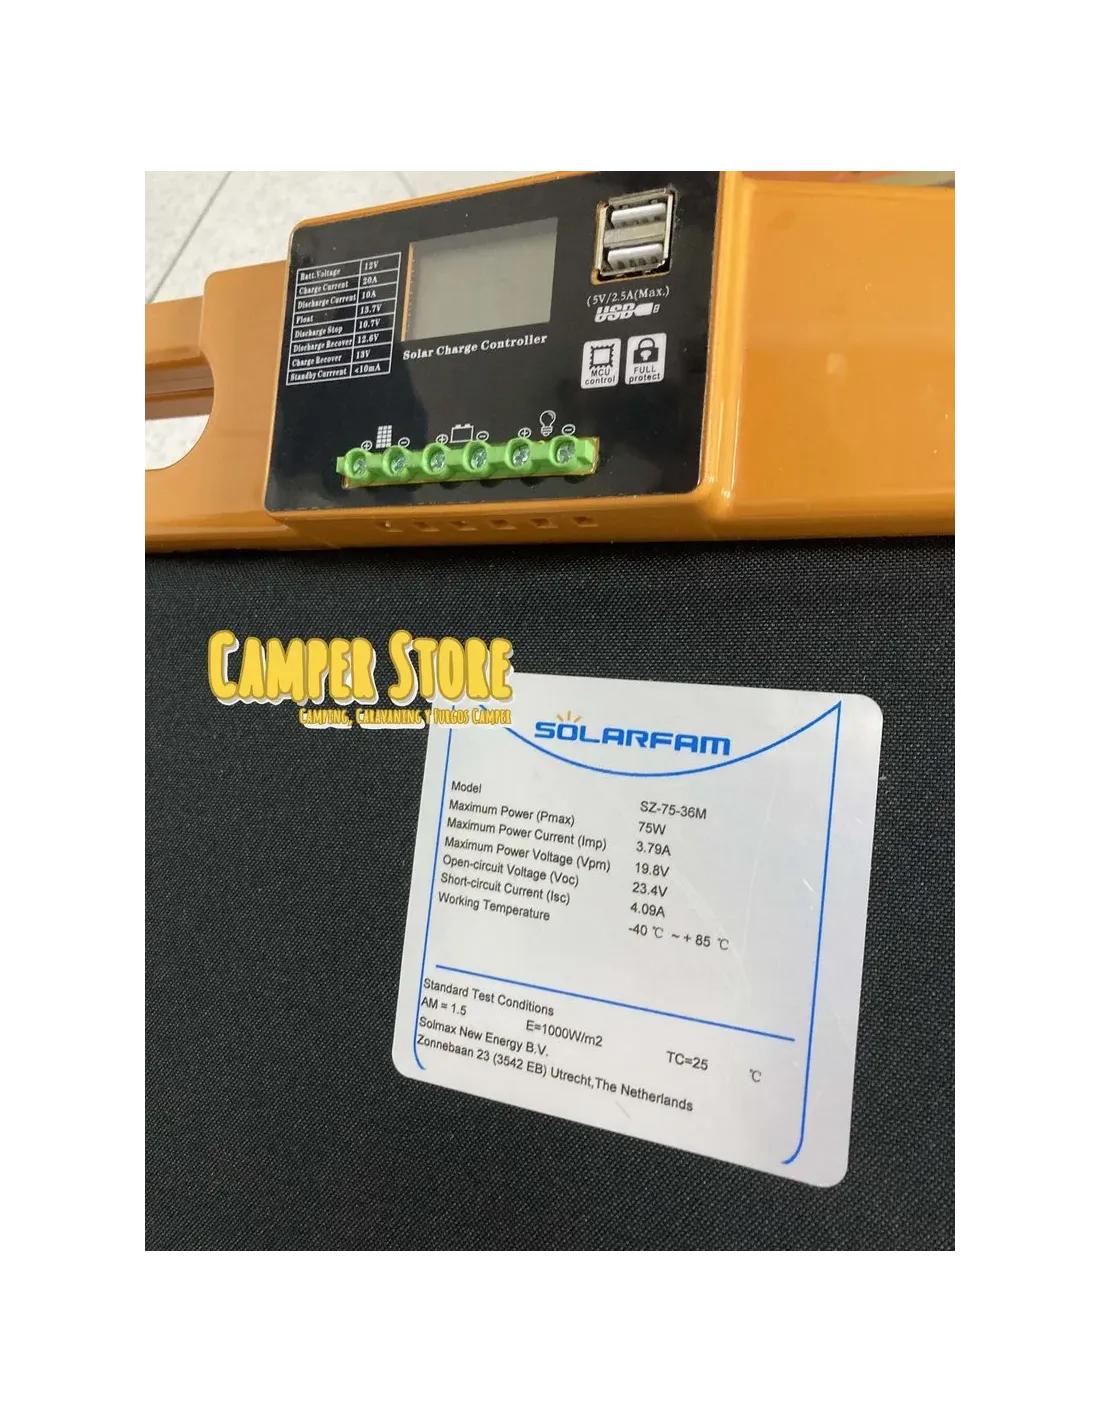 Batt.Voltage 12V
Charge Current 20A
Discharge Current 10A
Float 13.7V
Discharge Stop 10.7V
Discharge Recover 12.6V
Charge Recover 13V
Standby Currrent <10mA
Solar Charge Controller
(5V/2.5A(Max.)
USB
MCU control
FULL protect
CAMPER STORE
CAMPING, CARAVANING Y FURGOS CAMPER
SOLARFAM
Model SZ-75-36M
Maximum Power (Pmax) 75W
Maximum Power Current (Imp) 3.79A
Maximum Power Voltage (Vpm) 19.8V
Open-circuit Voltage (Voc) 23.4V
Short-circuit Current (Isc) 4.09A
Working Temperature -40 ℃ ~ + 85 ℃
Standard Test Conditions
AM = 1.5 E=1000W/m2 TC=25 ℃
Solmax New Energy B.V.
Zonnebaan 23 (3542 EB) Utrecht,The Netherlands